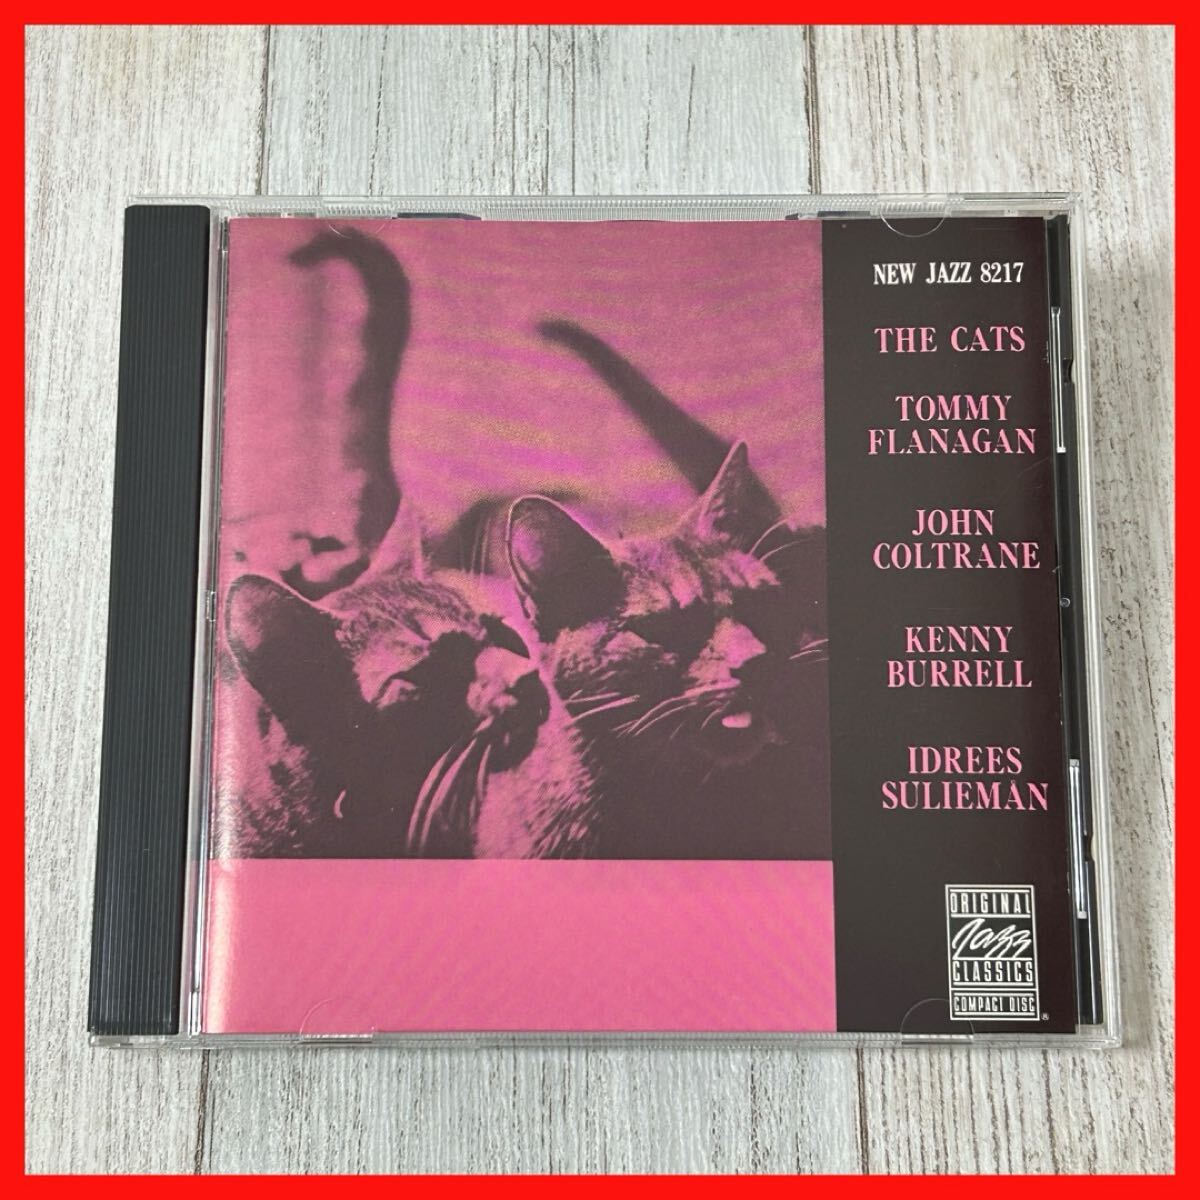 NEW JAZZ 8217
THE CATS
TOMMY
FLANAGAN
JOHN
COLTRANE
KENNY
BURRELL
IDREES
SULIEMAN
ORIGINAL
Jazz
CLASSICS
COMPACT DISC
®